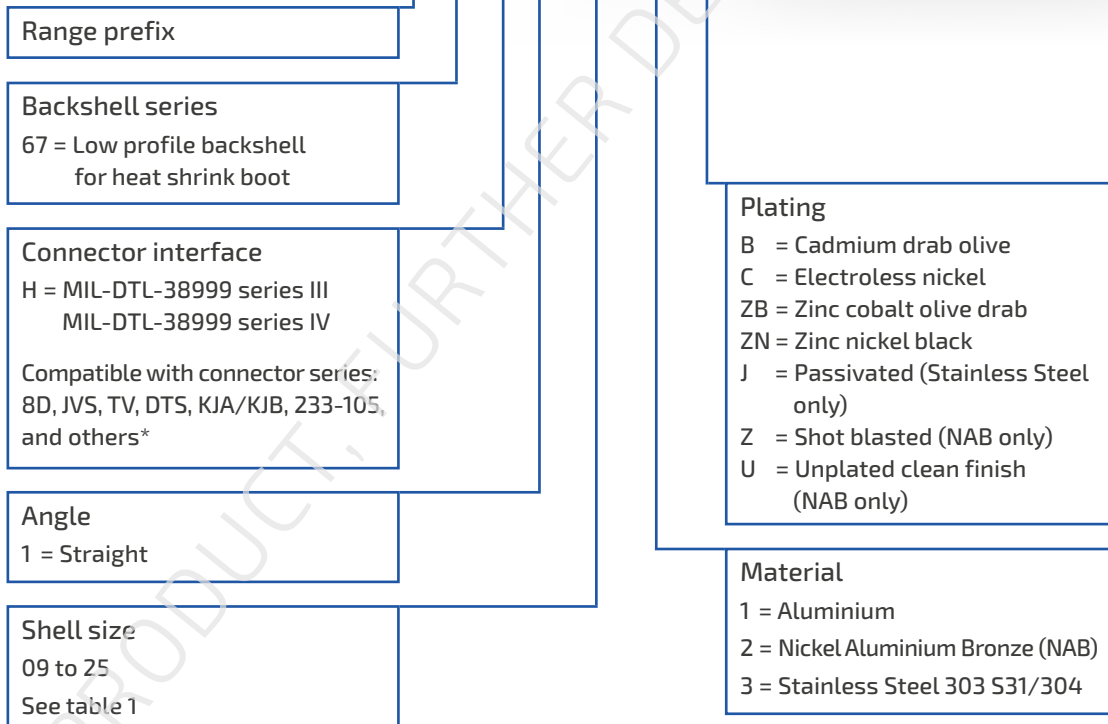 Range prefix
Backshell series
67 = Low profile backshell
for heat shrink boot
Connector interface
H = MIL-DTL-38999 series III
MIL-DTL-38999 series IV
Compatible with connector series:
8D, JVS, TV, DTS, KJA/KJB, 233-105,
and others*
Angle
1 = Straight
Shell size
09 to 25
See table 1
Plating
B = Cadmium drab olive
C = Electroless nickel
ZB = Zinc cobalt olive drab
ZN = Zinc nickel black
J = Passivated (Stainless Steel
only)
Z = Shot blasted (NAB only)
U = Unplated clean finish
(NAB only)
Material
1 = Aluminium
2 = Nickel Aluminium Bronze (NAB)
3 = Stainless Steel 303 S31/304
PRODUCT, FURTHER